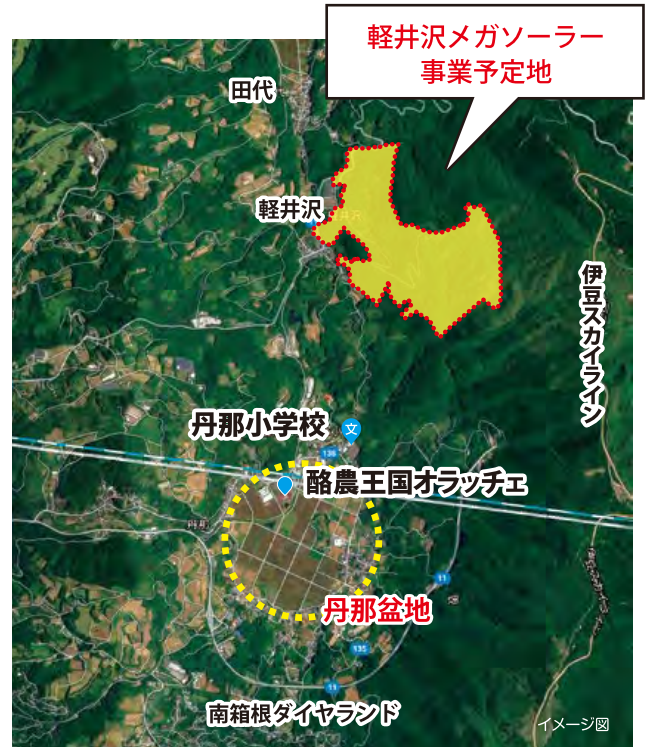 軽井沢メガソーラー
事業予定地
田代
軽井沢
伊豆スカイライン
丹那小学校
文
136
酪農王国オラッチェ
11
丹那盆地
135
11
南箱根ダイヤランド
イメージ図